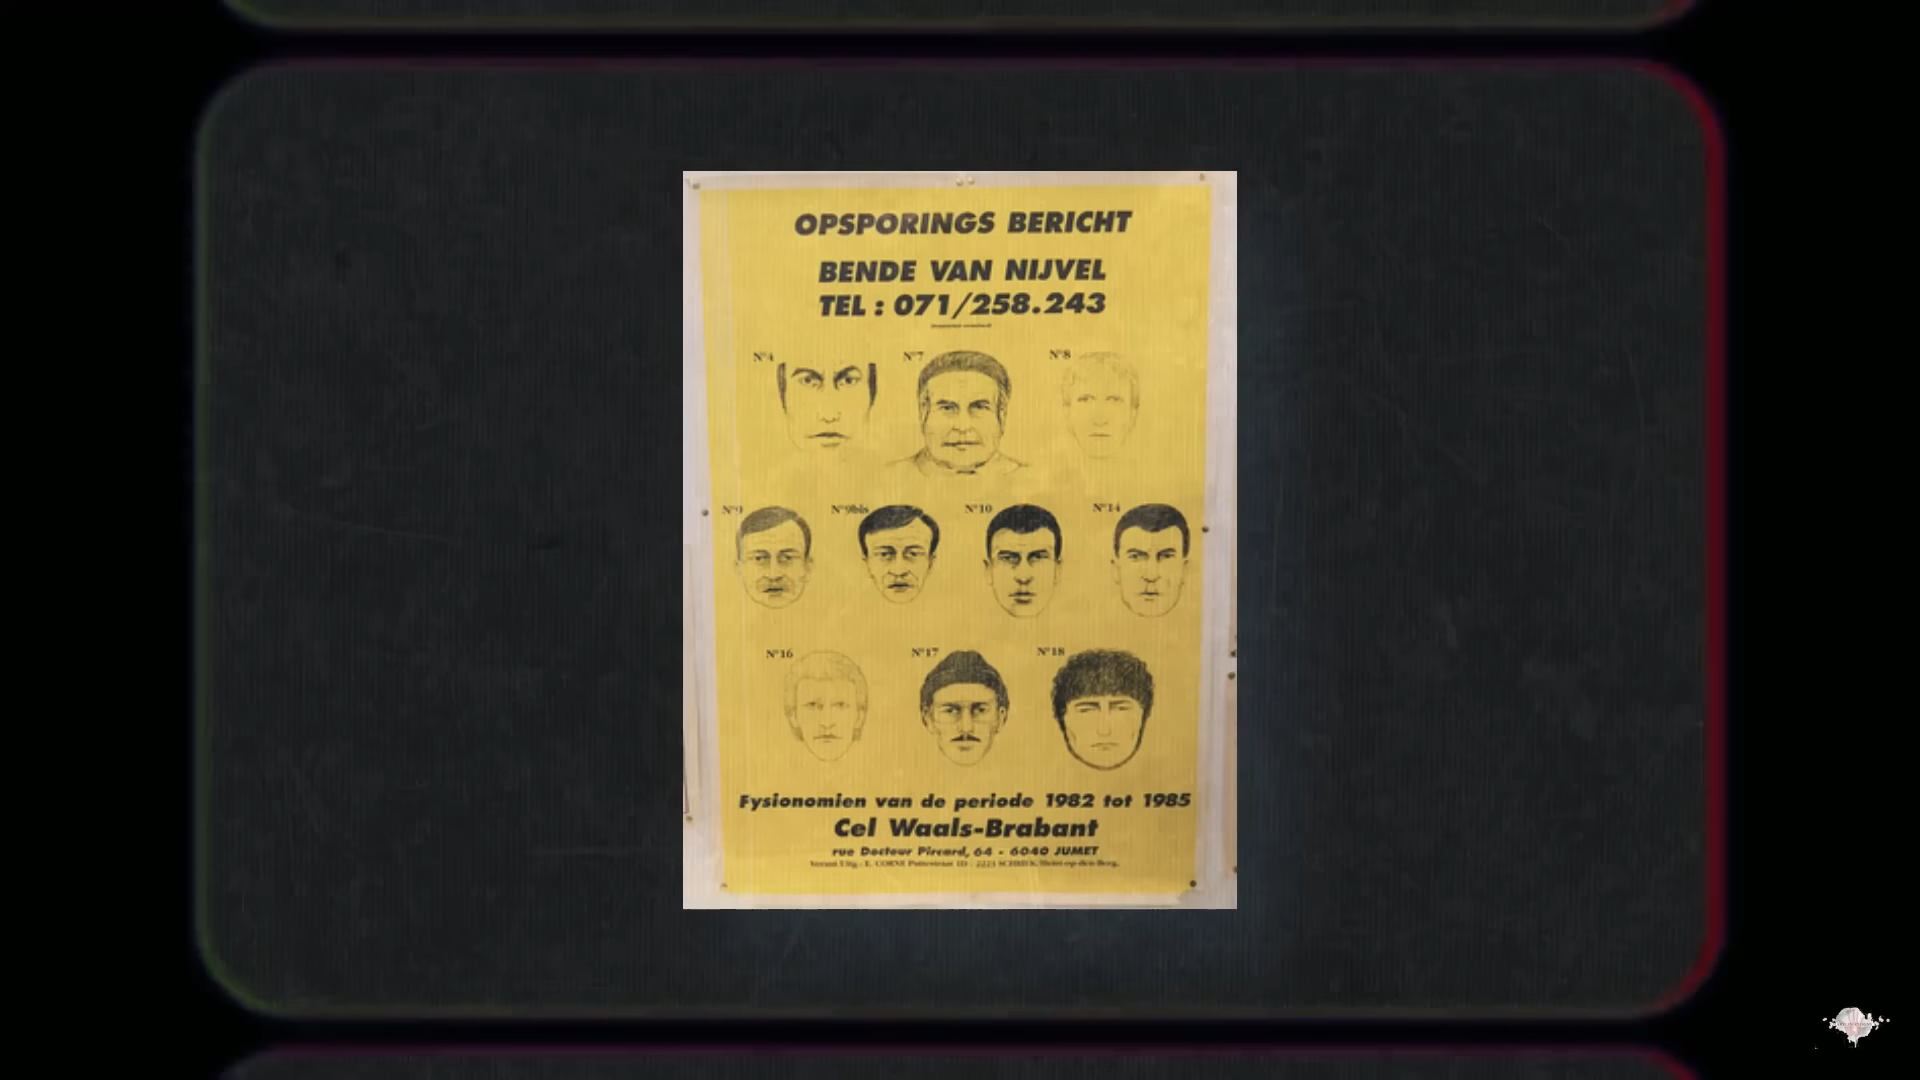 OPSPORINGS BERICHT
BENDE VAN NIJVEL
TEL : 071/258.243
N°4 N°7 N°8
N°9 N°9bis N°10 N°14
N°16 N°17 N°18
Fysionomien van de periode 1982 tot 1985
Cel Waals-Brabant
rue Docteur Pircard, 64 - 6040 JUMET